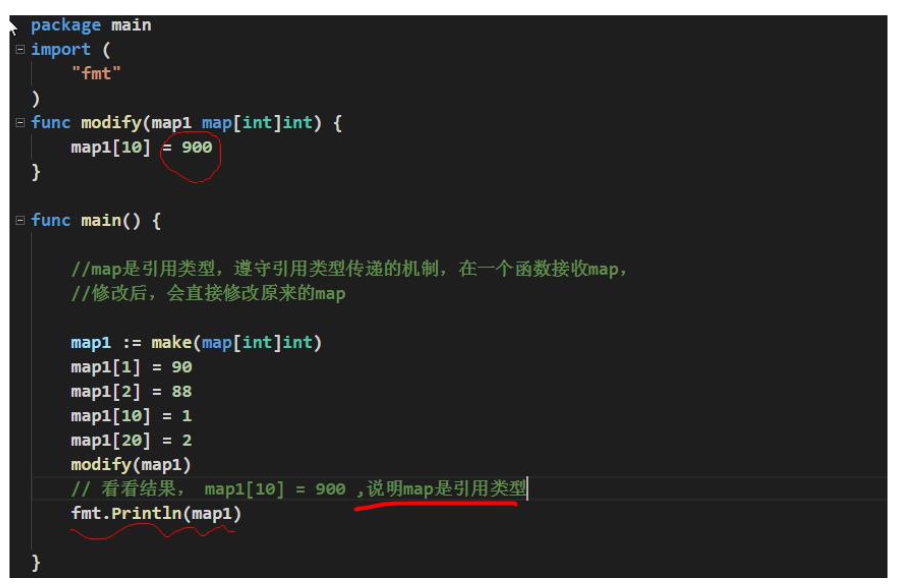 package main
import (
"fmt"
)
func modify(map1 map[int]int) {
map1[10] = 900
}
func main() {
//map是引用类型，遵守引用类型传递的机制，在一个函数接收map，
//修改后，会直接修改原来的map
map1 := make(map[int]int)
map1[1] = 90
map1[2] = 88
map1[10] = 1
map1[20] = 2
modify(map1)
// 看看结果， map1[10] = 900 ,说明map是引用类型
fmt.Println(map1)
}